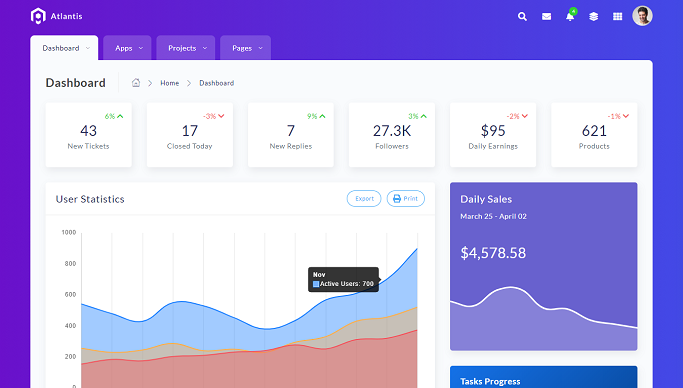 Atlantis
4
Dashboard
Apps
Projects
Pages
Dashboard
Home
Dashboard
6%
43
New Tickets
-3%
17
Closed Today
9%
7
New Replies
3%
27.3K
Followers
-2%
$95
Daily Earnings
-1%
621
Products
User Statistics
Export
Print
1000
800
600
400
200
Nov
Active Users: 700
Daily Sales
March 25 - April 02
$4,578.58
Tasks Progress